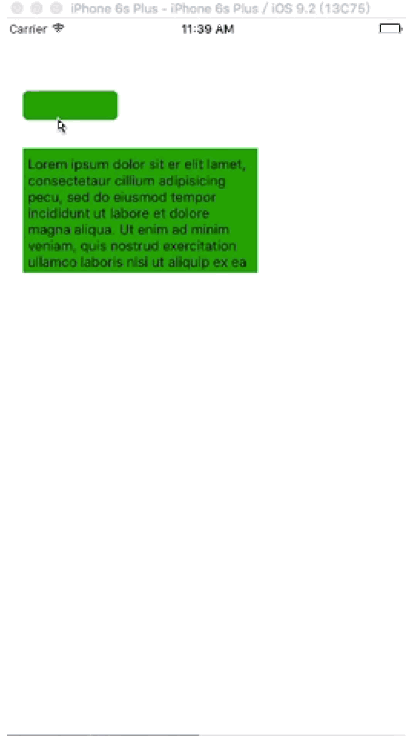 iPhone 6s Plus - iPhone 6s Plus / iOS 9.2 (13C75)
Carrier 11:39 AM
Lorem ipsum dolor sit er elit lamet,
consectetaur cillium adipisicing
pecu, sed do eiusmod tempor
incididunt ut labore et dolore
magna aliqua. Ut enim ad minim
veniam, quis nostrud exercitation
ullamco laboris nisi ut aliquip ex ea